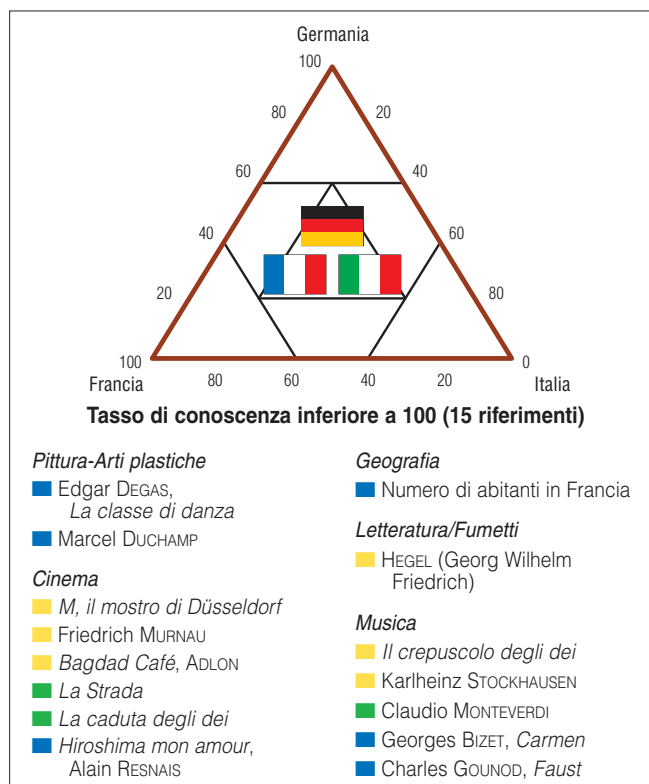 Germania
100
80
20
60
40
40
60
20
80
100
0
Francia
80
60
40
20
Italia
Tasso di conoscenza inferiore a 100 (15 riferimenti)
Pittura-Arti plastiche
Edgar DEGAS,
La classe di danza
Marcel DUCHAMP
Cinema
M, il mostro di Düsseldorf
Friedrich MURNAU
Bagdad Café, ADLON
La Strada
La caduta degli dei
Hiroshima mon amour,
Alain RESNAIS
Geografia
Numero di abitanti in Francia
Letteratura/Fumetti
HEGEL (Georg Wilhelm
Friedrich)
Musica
Il crepuscolo degli dei
Karlheinz STOCKHAUSEN
Claudio MONTEVERDI
Georges BIZET, Carmen
Charles GOUNOD, Faust